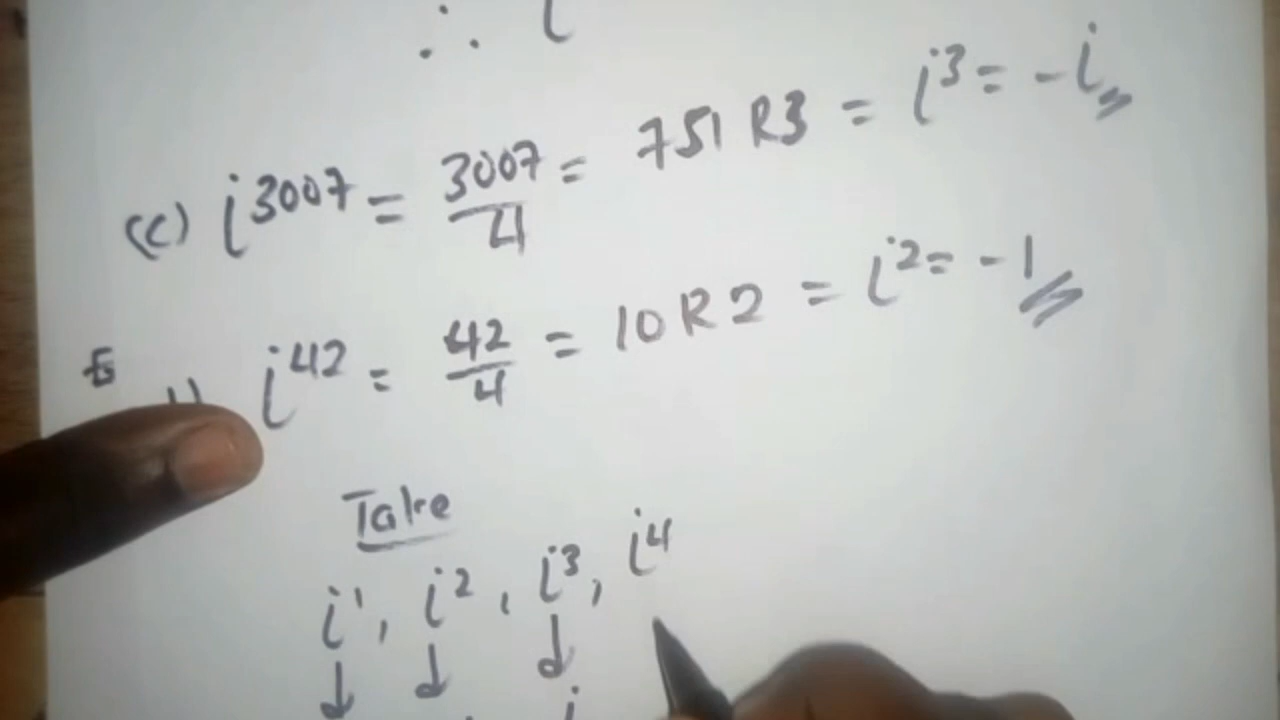 ∴ i
(c) i^3007 = 3007/4 = 751 R3 = i^3 = -i
i^42 = 42/4 = 10 R 2 = i^2 = -1
Take
i^1, i^2, i^3, i^4
↓ ↓ ↓